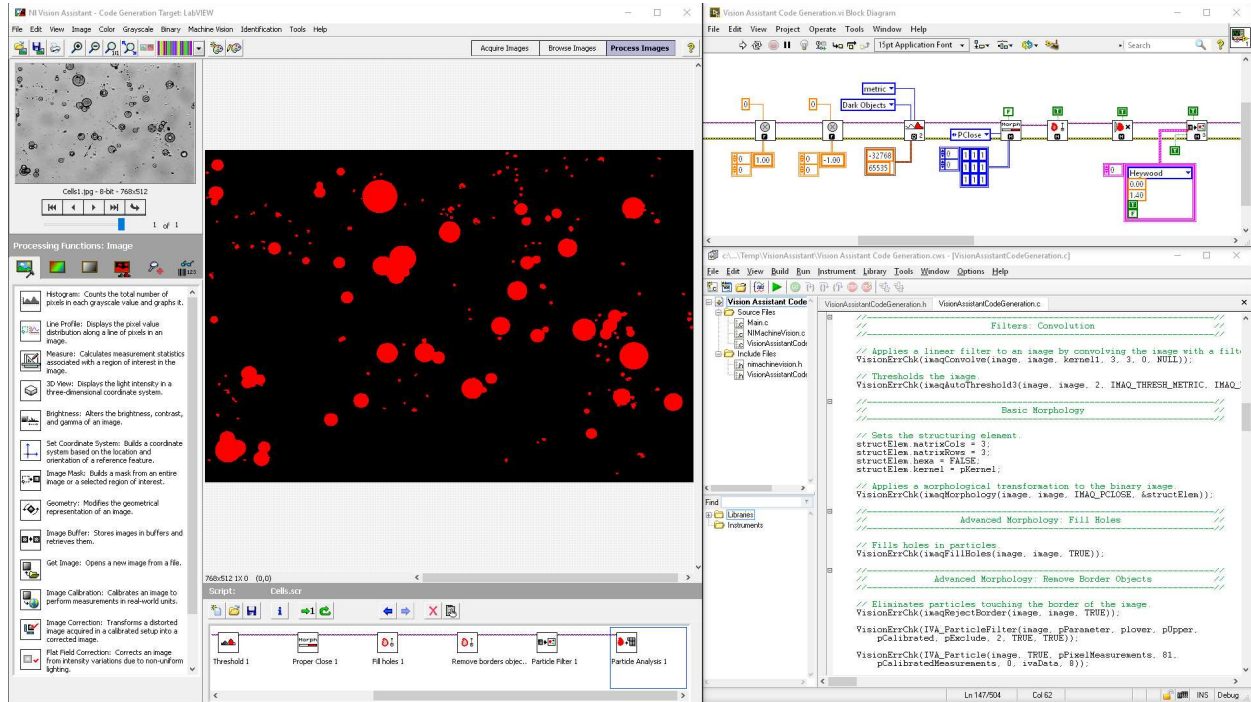 NI Vision Assistant - Code Generation Target: LabVIEW
File Edit View Image Color Grayscale Binary Machine Vision Identification Tools Help
Acquire Images Browse Images Process Images
Cells1.jpg - 8-bit - 768x512
1 of 1
Processing Functions: Image
Histogram: Counts the total number of
pixels in each grayscale value and graphs it.
Line Profile: Displays the pixel value
distribution along a line of pixels in an
image.
Measure: Calculates measurement statistics
associated with a region of interest in the
image.
3D View: Displays the light intensity in a
three-dimensional coordinate system.
Brightness: Alters the brightness, contrast,
and gamma of an image.
Set Coordinate System: Builds a coordinate
system based on the location and
orientation of a reference feature.
Image Mask: Builds a mask from an entire
image or a selected region of interest.
Geometry: Modifies the geometrical
representation of an image.
Image Buffer: Stores images in buffers and
retrieves them.
Get Image: Opens a new image from a file.
Image Calibration: Calibrates an image to
perform measurements in real-world units.
Image Correction: Transforms a distorted
image acquired in a calibrated setup into a
corrected image.
Flat Field Correction: Corrects an image
from intensity variations due to non-uniform
lighting.
768x512 1X 0 (0,0)
Script: Cells.scr
Threshold 1 Proper Close 1 Fill holes 1 Remove borders objec... Particle Filter 1 Particle Analysis 1
Vision Assistant Code Generation.vi Block Diagram
File Edit View Project Operate Tools Window Help
15pt Application Font
Search
metric
Dark Objects
0
0
PClose
Morph
F
T
T
T
T
0 1.00
0
0 -1.00
0
-32768
65535
0 1 1 1
0 1 1 1
1 1 1
0 Heywood
0.00
1.40
T
F
c:\...\Temp\VisionAssistant\Vision Assistant Code Generation.cws - [VisionAssistantCodeGeneration.c]
File Edit View Build Run Instrument Library Tools Window Options Help
Vision Assistant Code
Source Files
Main.c
NIMachineVision.c
VisionAssistantCode
Include Files
nimachinevision.h
VisionAssistantCode
Find
Libraries
Instruments
VisionAssistantCodeGeneration.h VisionAssistantCodeGeneration.c
// Filters: Convolution //
// Applies a linear filter to an image by convolving the image with a filt
VisionErrChk(imaqConvolve(image, image, kernel1, 3, 3, 0, NULL));
// Thresholds the image.
VisionErrChk(imaqAutoThreshold3(image, image, 2, IMAQ_THRESH_METRIC, IMAQ_
// Basic Morphology //
// Sets the structuring element.
structElem.matrixCols = 3;
structElem.matrixRows = 3;
structElem.hexa = FALSE;
structElem.kernel = pKernel;
// Applies a morphological transformation to the binary image.
VisionErrChk(imaqMorphology(image, image, IMAQ_PCLOSE, &structElem));
// Advanced Morphology: Fill Holes //
// Fills holes in particles.
VisionErrChk(imaqFillHoles(image, image, TRUE));
// Advanced Morphology: Remove Border Objects //
// Eliminates particles touching the border of the image.
VisionErrChk(imaqRejectBorder(image, image, TRUE));
VisionErrChk(IVA_ParticleFilter(image, pParameter, plower, pUpper,
pCalibrated, pExclude, 2, TRUE, TRUE));
VisionErrChk(IVA_Particle(image, TRUE, pPixelMeasurements, 81,
pCalibratedMeasurements, 0, ivaData, 8));
Ln 147/504 Col 62 INS Debug